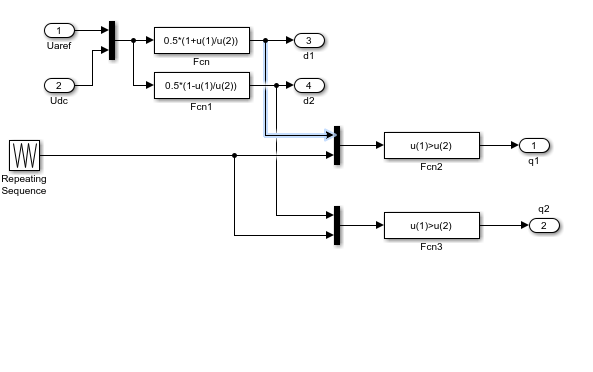 1
Uaref
2
Udc
0.5*(1+u(1)/u(2))
Fcn
0.5*(1-u(1)/u(2))
Fcn1
3
d1
4
d2
Repeating
Sequence
u(1)>u(2)
Fcn2
1
q1
u(1)>u(2)
Fcn3
q2
2